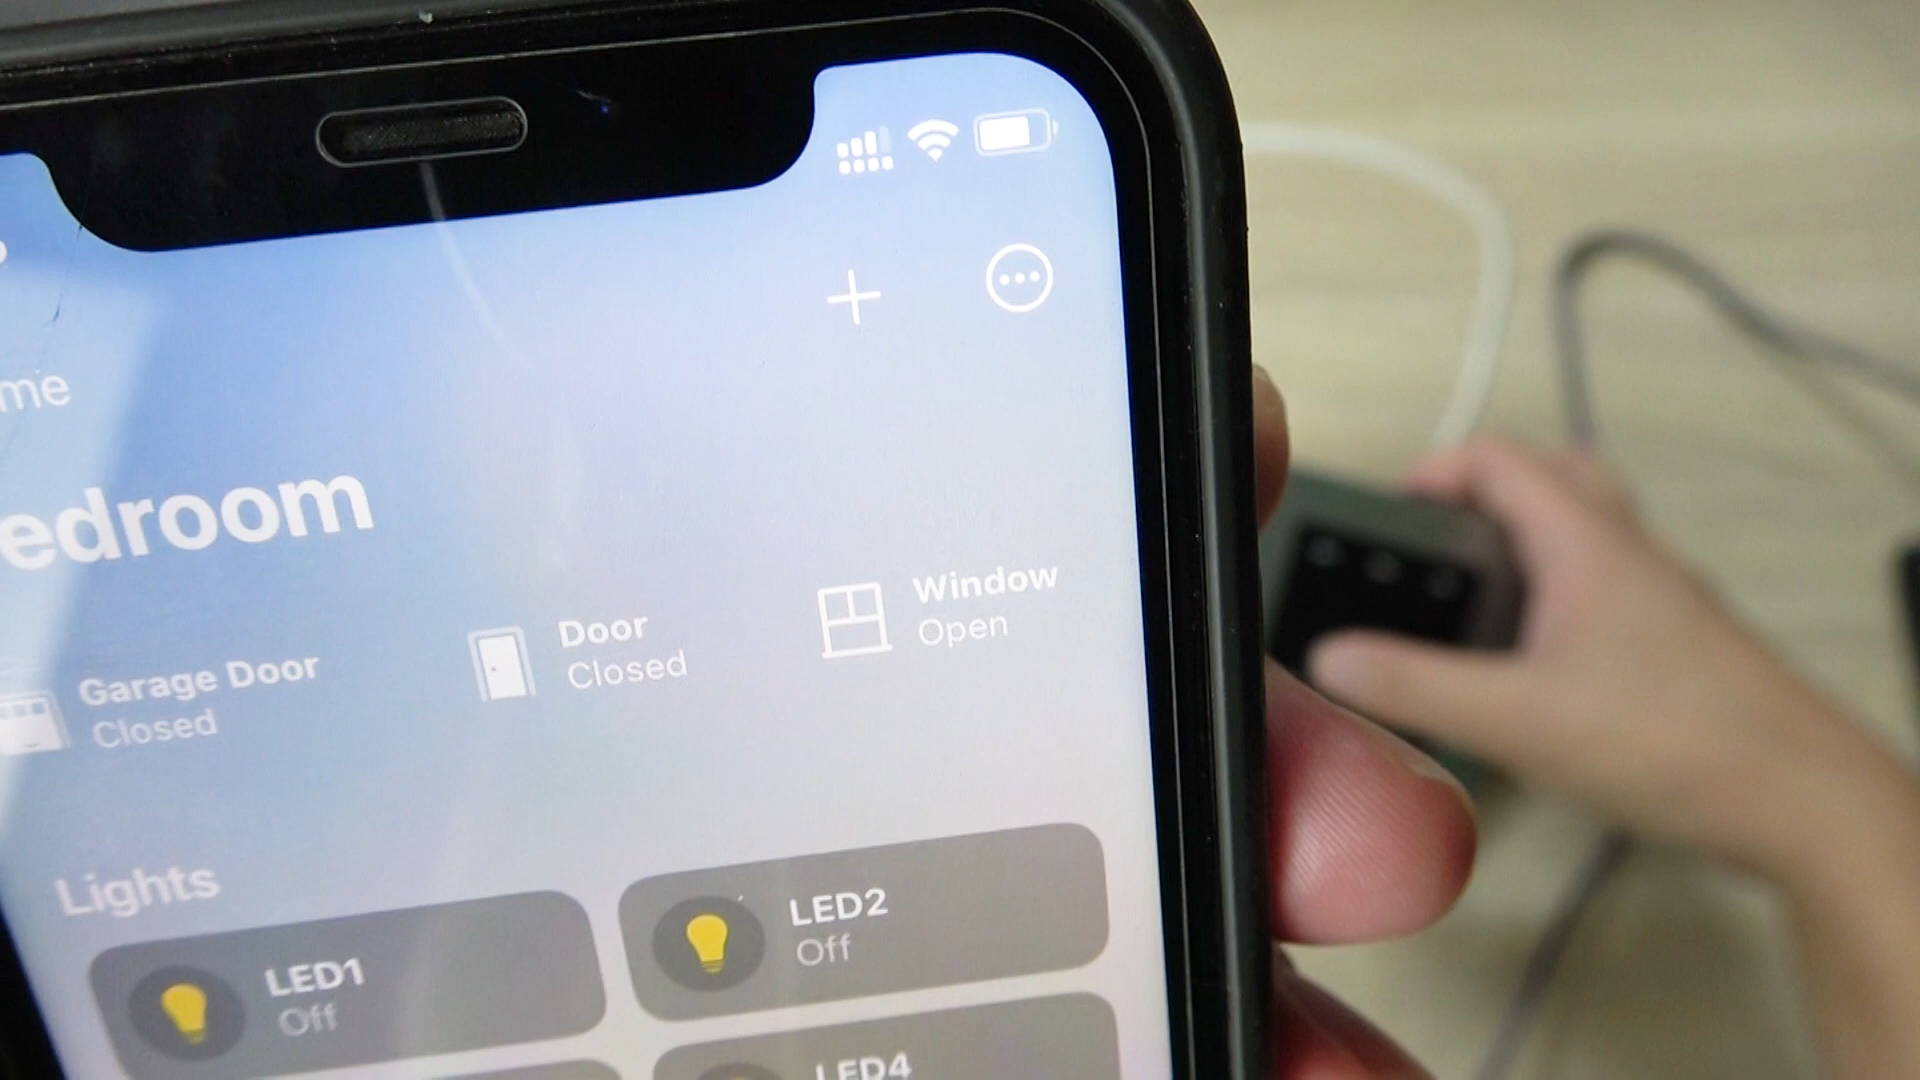 me
edroom
Garage Door
Closed
Door
Closed
Window
Open
Lights
LED1
Off
LED2
Off
LED4